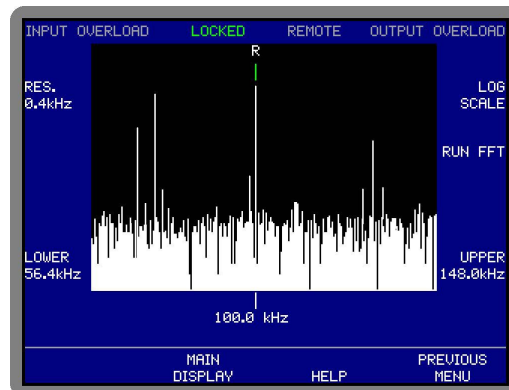 INPUT OVERLOAD LOCKED REMOTE OUTPUT OVERLOAD
R
RES.
0.4kHz
LOG
SCALE
RUN FFT
LOWER
56.4kHz
UPPER
148.0kHz
100.0 kHz
MAIN
DISPLAY
HELP
PREVIOUS
MENU